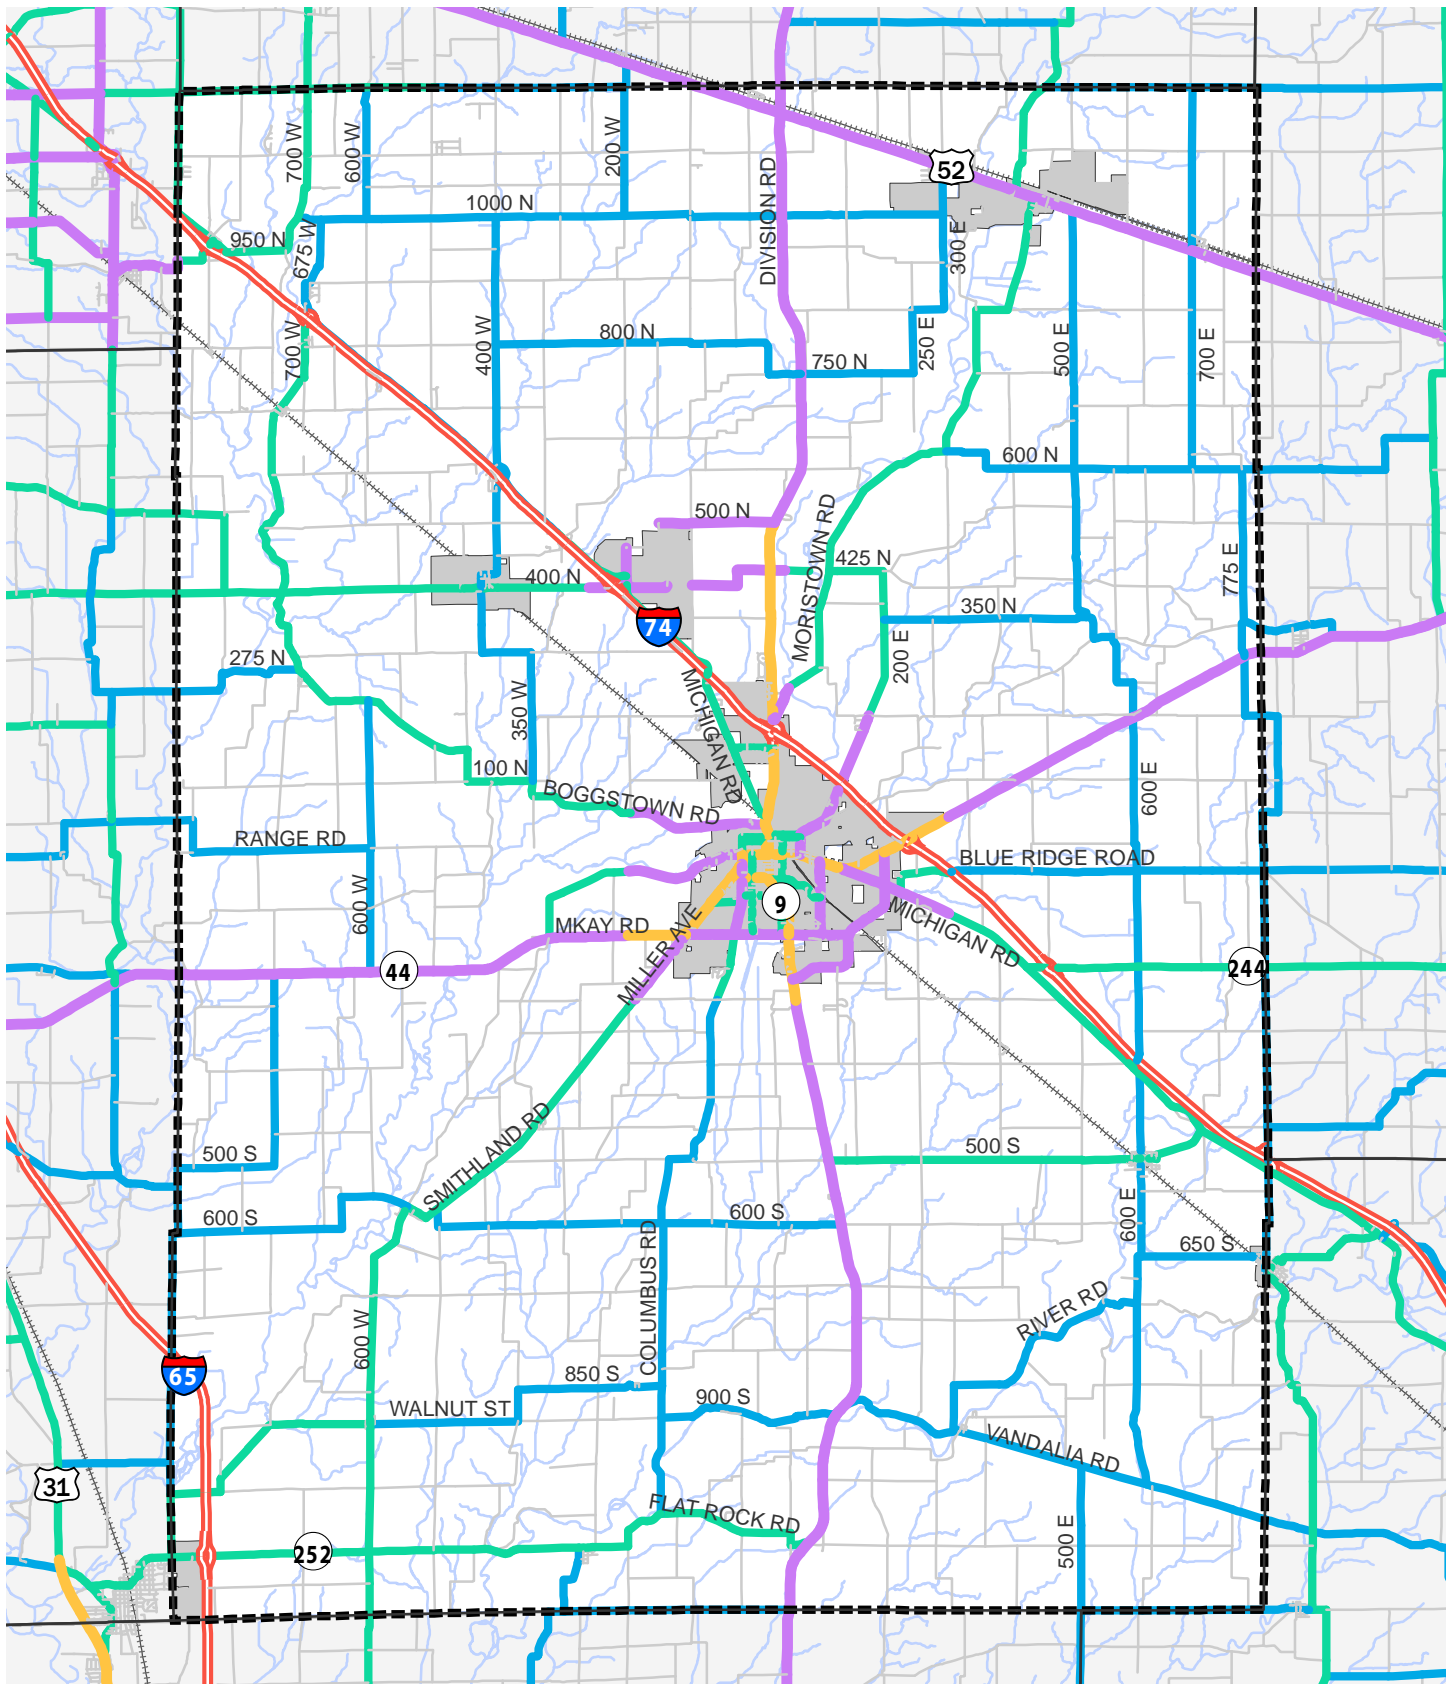 700 W
600 W
200 W
DIVISION RD
52
1000 N
950 N
675 W
300 E
700 W
400 W
800 N
750 N
250 E
500 E
700 E
600 N
500 N
MORISTOWN RD
425 N
400 N
775 E
350 N
74
200 E
275 N
350 W
MICHIGAN RD
100 N
BOGGSTOWN RD
600 E
RANGE RD
BLUE RIDGE ROAD
600 W
MKAY RD
9
MICHIGAN RD
MILLER AVE
44
244
SMITHLAND RD
500 S
500 S
600 S
600 S
600 E
650 S
COLUMBUS RD
RIVER RD
600 W
65
850 S
900 S
WALNUT ST
VANDALIA RD
31
FLAT ROCK RD
252
500 E